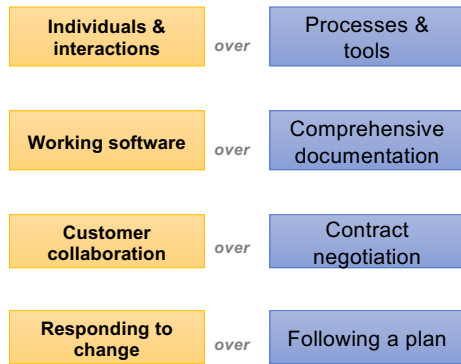 Individuals &
interactions
over
Processes &
tools
Working software
over
Comprehensive
documentation
Customer
collaboration
over
Contract
negotiation
Responding to
change
over
Following a plan